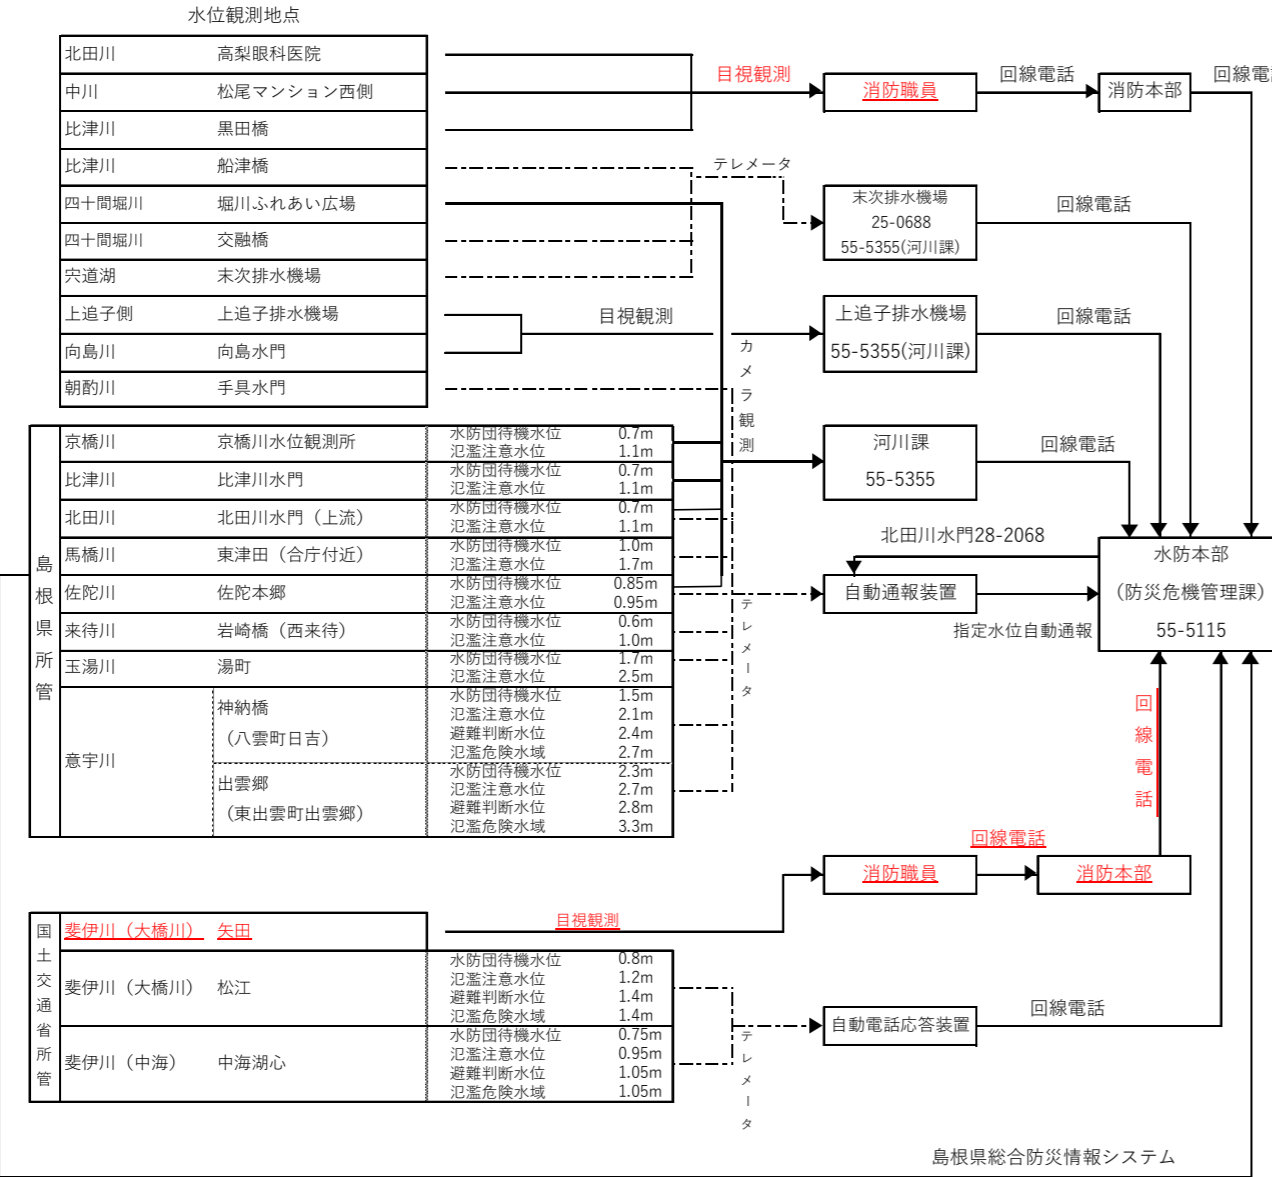 水位観測地点
北田川 高梨眼科医院
中川 松尾マンション西側
比津川 黒田橋
比津川 船津橋
四十間堀川 堀川ふれあい広場
四十間堀川 交融橋
宍道湖 末次排水機場
上追子側 上追子排水機場
向島川 向島水門
朝酌川 手具水門
目視観測
消防職員
回線電話
消防本部
回線電
テレメータ
末次排水機場
25-0688
55-5355(河川課)
回線電話
目視観測
上追子排水機場
55-5355(河川課)
回線電話
カメラ観測
島根県所管
京橋川 京橋川水位観測所 水防団待機水位 0.7m
氾濫注意水位 1.1m
比津川 比津川水門 水防団待機水位 0.7m
氾濫注意水位 1.1m
北田川 北田川水門（上流） 水防団待機水位 0.7m
氾濫注意水位 1.1m
馬橋川 東津田（合庁付近） 水防団待機水位 1.0m
氾濫注意水位 1.7m
佐陀川 佐陀本郷 水防団待機水位 0.85m
氾濫注意水位 0.95m
来待川 岩崎橋（西来待） 水防団待機水位 0.6m
氾濫注意水位 1.0m
玉湯川 湯町 水防団待機水位 1.7m
氾濫注意水位 2.5m
意宇川
神納橋
（八雲町日吉）
水防団待機水位 1.5m
氾濫注意水位 2.1m
避難判断水位 2.4m
氾濫危険水域 2.7m
出雲郷
（東出雲町出雲郷）
水防団待機水位 2.3m
氾濫注意水位 2.7m
避難判断水位 2.8m
氾濫危険水域 3.3m
河川課
55-5355
回線電話
北田川水門28-2068
自動通報装置
指定水位自動通報
水防本部
(防災危機管理課)
55-5115
テレメータ
回線電話
回線電話
消防職員
消防本部
目視観測
国土交通省所管
斐伊川（大橋川） 矢田
斐伊川（大橋川） 松江
水防団待機水位 0.8m
氾濫注意水位 1.2m
避難判断水位 1.4m
氾濫危険水域 1.4m
斐伊川（中海） 中海湖心
水防団待機水位 0.75m
氾濫注意水位 0.95m
避難判断水位 1.05m
氾濫危険水域 1.05m
テレメータ
自動電話応答装置
回線電話
島根県総合防災情報システム